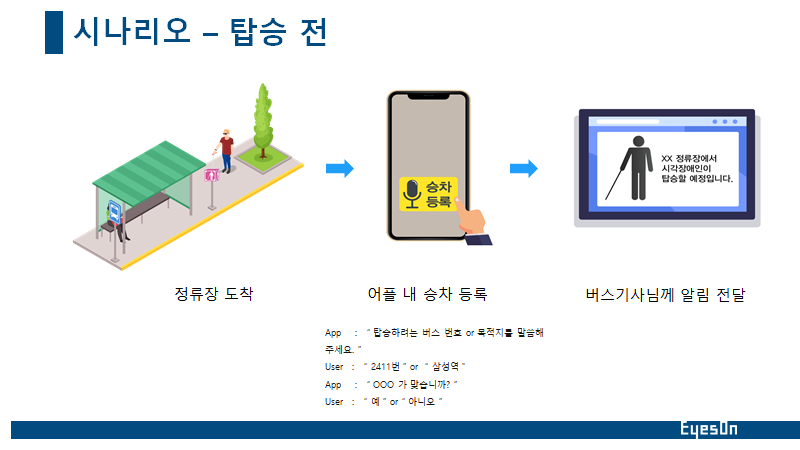 시나리오 – 탑승 전
승차
등록
XX 정류장에서
시각장애인이
탑승할 예정입니다.
정류장 도착
어플 내 승차 등록
버스기사님께 알림 전달
App : “ 탑승하려는 버스 번호 or 목적지를 말씀해
주세요. ”
User : “ 2411번 ” or “ 삼성역 ”
App : “ OOO 가 맞습니까? ”
User : “ 예 ” or “ 아니오 ”
EyesOn